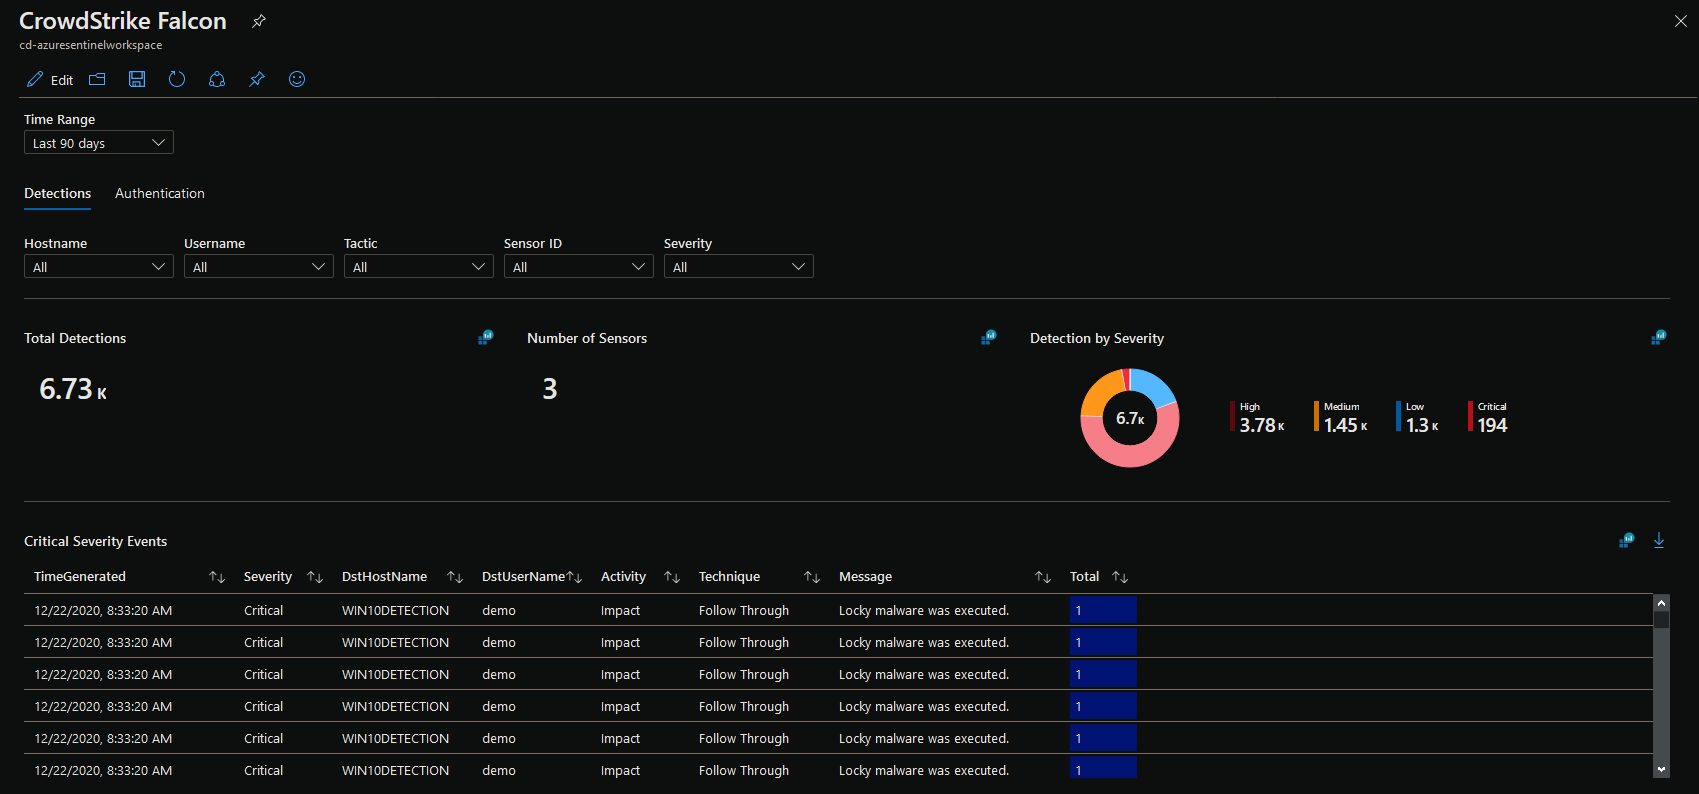 CrowdStrike Falcon
cd-azuresentinelworkspace
Edit
Time Range
Last 90 days
Detections Authentication
Hostname Username Tactic Sensor ID Severity
All All All All All
Total Detections Number of Sensors Detection by Severity
6.73 K 3
6.7K
High Medium Low Critical
3.78 K 1.45 K 1.3 K 194
Critical Severity Events
TimeGenerated Severity DstHostName DstUserName Activity Technique Message Total
12/22/2020, 8:33:20 AM Critical WIN10DETECTION demo Impact Follow Through Locky malware was executed. 1
12/22/2020, 8:33:20 AM Critical WIN10DETECTION demo Impact Follow Through Locky malware was executed. 1
12/22/2020, 8:33:20 AM Critical WIN10DETECTION demo Impact Follow Through Locky malware was executed. 1
12/22/2020, 8:33:20 AM Critical WIN10DETECTION demo Impact Follow Through Locky malware was executed. 1
12/22/2020, 8:33:20 AM Critical WIN10DETECTION demo Impact Follow Through Locky malware was executed. 1
12/22/2020, 8:33:20 AM Critical WIN10DETECTION demo Impact Follow Through Locky malware was executed. 1